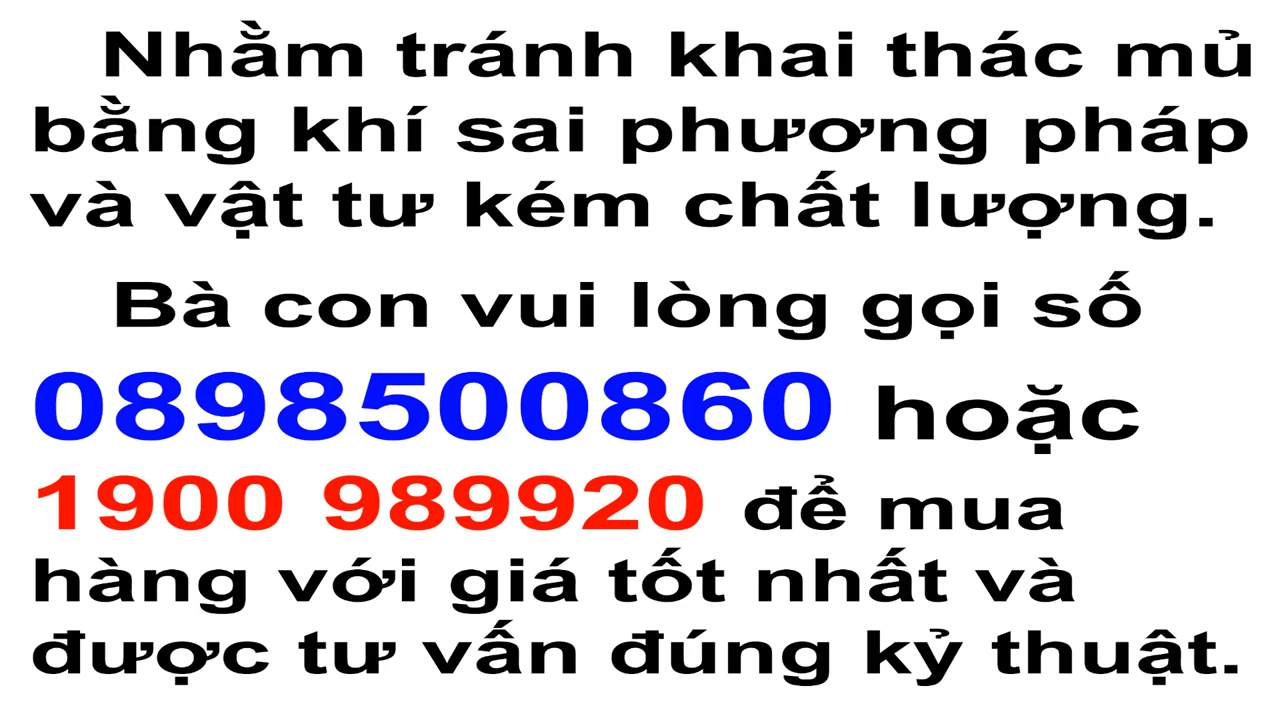 Nhằm tránh khai thác mủ
bằng khí sai phương pháp
và vật tư kém chất lượng.
Bà con vui lòng gọi số
0898500860 hoặc
1900 989920 để mua
hàng với giá tốt nhất và
được tư vấn đúng kỷ thuật.